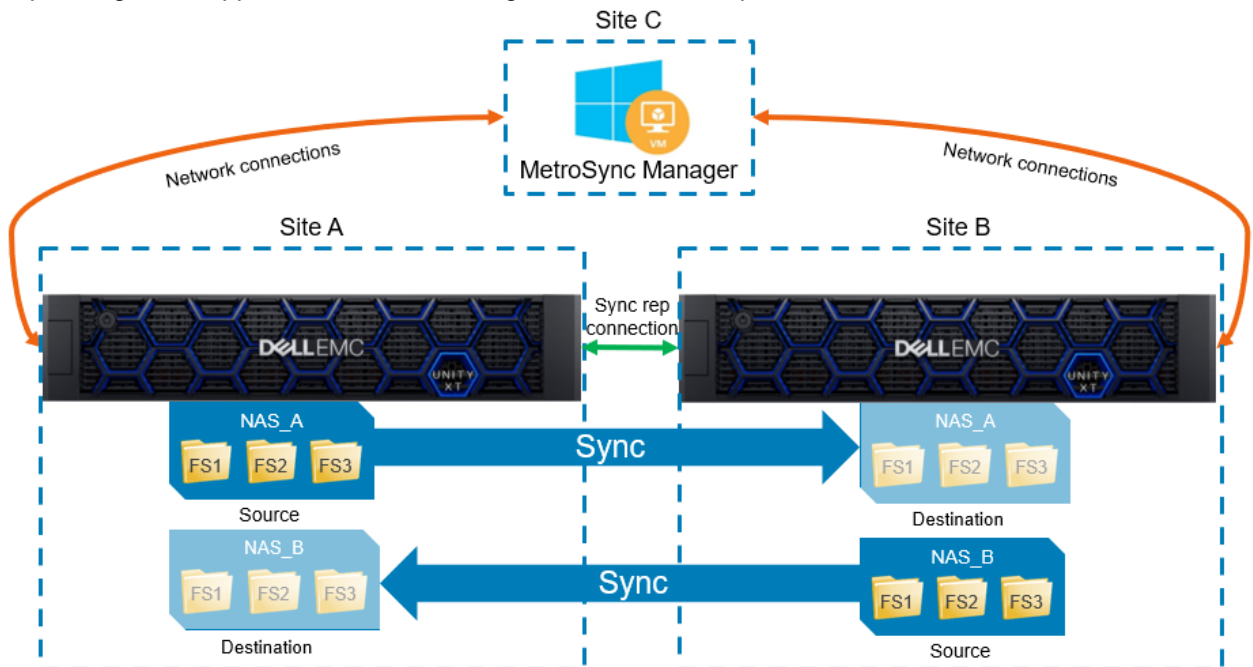 Site C
VM
MetroSync Manager
Network connections
Network connections
Site A
Site B
Sync rep
connection
DELLEMC
UNITY
XT
DELLEMC
UNITY
XT
NAS_A
FS1 FS2 FS3
Source
Sync
NAS_A
FS1 FS2 FS3
Destination
NAS_B
FS1 FS2 FS3
Destination
Sync
NAS_B
FS1 FS2 FS3
Source